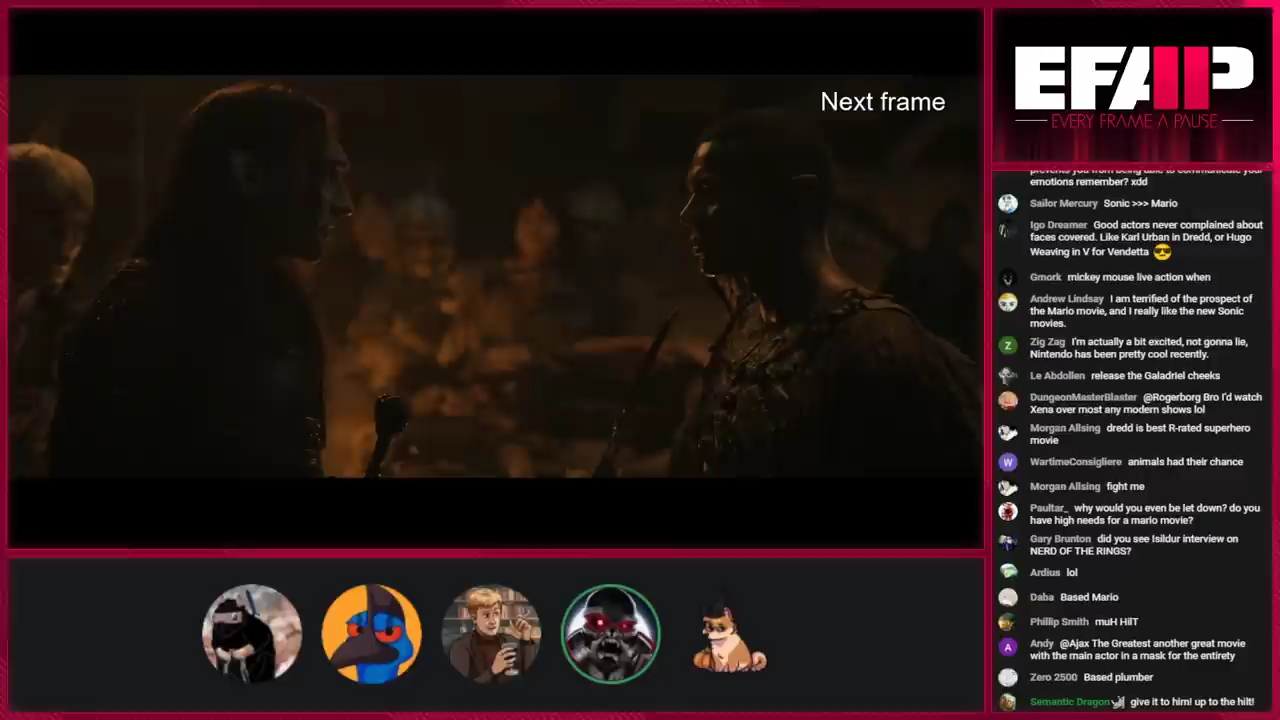 Next frame
EFAP
EVERY FRAME A PAUSE
prevents you from being able to communicate your
emotions remember? xdd
Sailor Mercury Sonic >>> Mario
Igo Dreamer Good actors never complained about
faces covered. Like Karl Urban in Dredd, or Hugo
Weaving in V for Vendetta
Gmork mickey mouse live action when
Andrew Lindsay I am terrified of the prospect of
the Mario movie, and I really like the new Sonic
movies.
Z
Zig Zag I'm actually a bit excited, not gonna lie,
Nintendo has been pretty cool recently.
Le Abdollen release the Galadriel cheeks
DungeonMasterBlaster @Rogerborg Bro I'd watch
Xena over most any modern shows lol
Morgan Allsing dredd is best R-rated superhero
movie
W
WartimeConsigliere animals had their chance
Morgan Allsing fight me
Paultar_ why would you even be let down? do you
have high needs for a mario movie?
Gary Brunton did you see Isildur interview on
NERD OF THE RINGS?
Ardius lol
Daba Based Mario
Phillip Smith muH HilT
A
Andy @Ajax The Greatest another great movie
with the main actor in a mask for the entirety
Zero 2500 Based plumber
Semantic Dragon give it to him! up to the hilt!